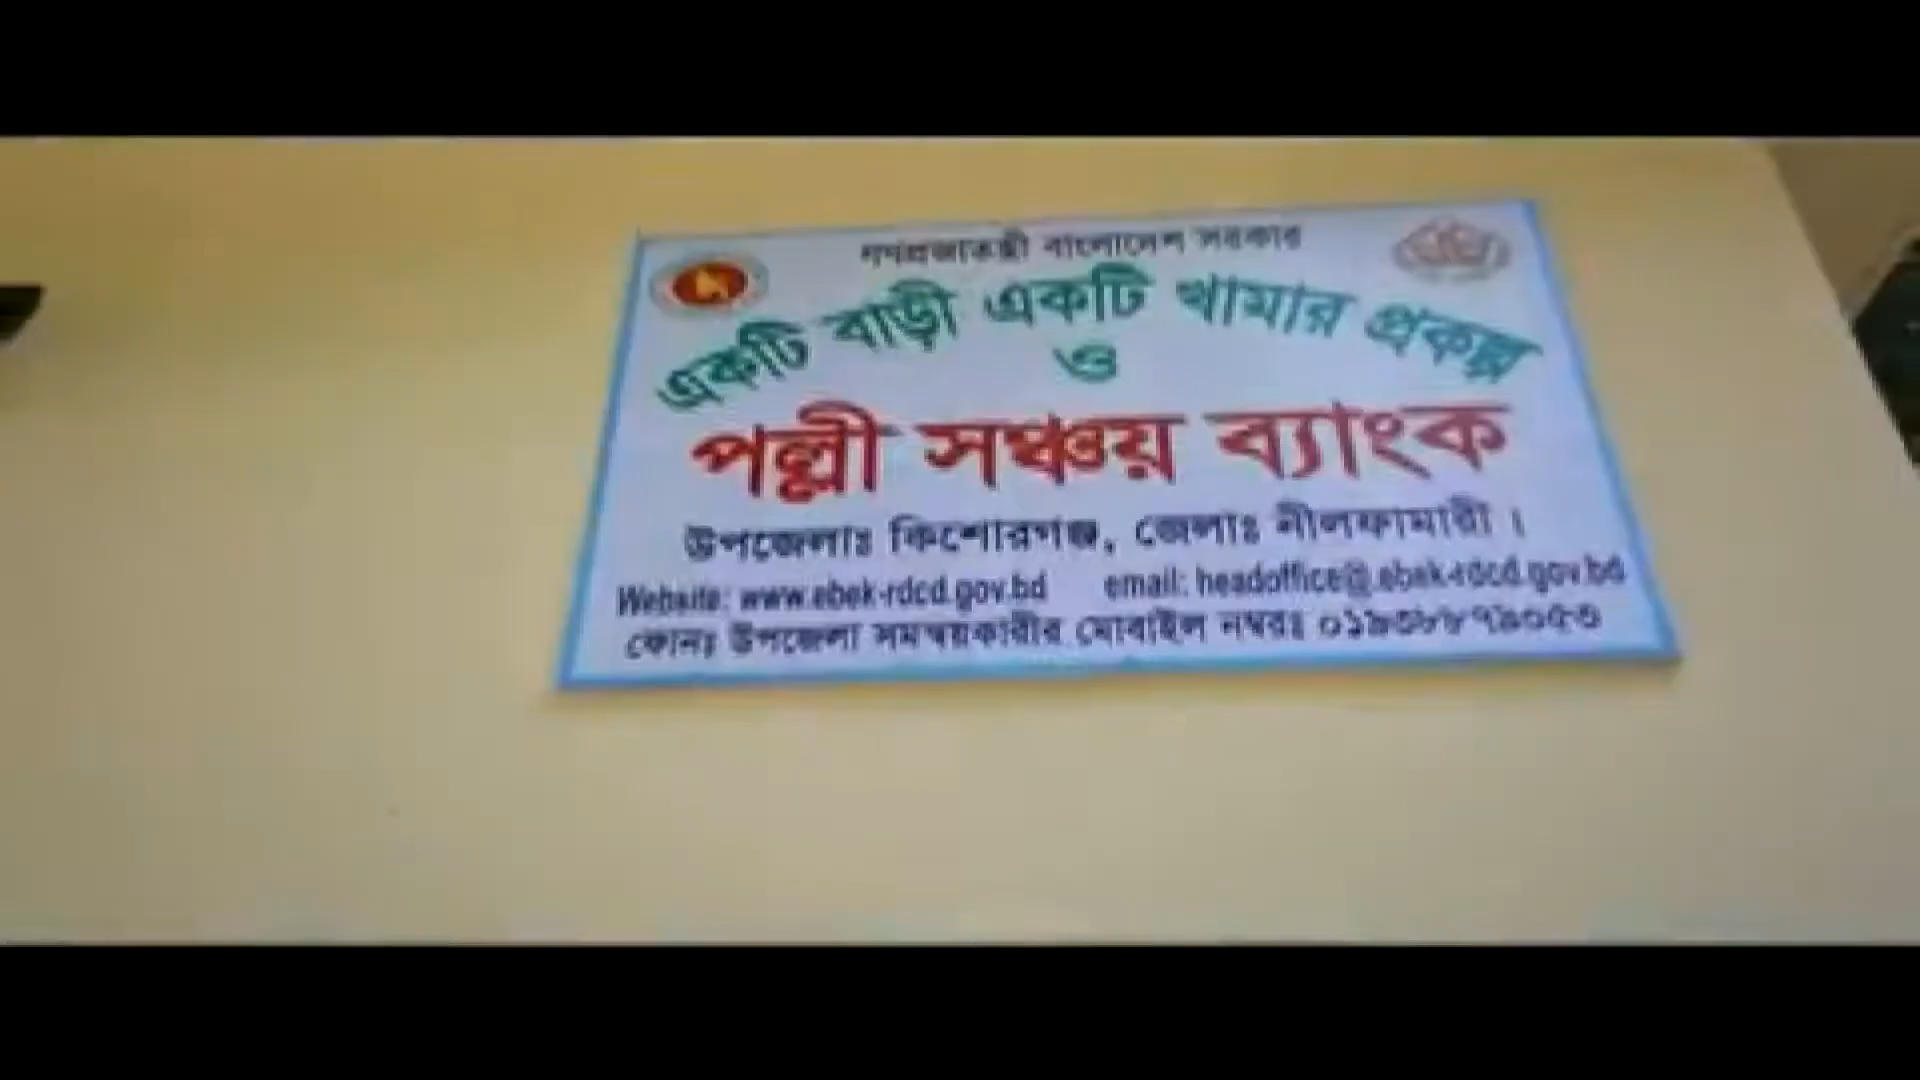 গণপ্রজাতন্ত্রী বাংলাদেশ সরকার
একটি বাড়ী একটি খামার প্রকল্প
ও
পল্লী সঞ্চয় ব্যাংক
উপজেলাঃ কিশোরগঞ্জ, জেলাঃ নীলফামারী ।
Website: www.ebek-rdcd.gov.bd email: headoffice@ebek-rdcd.gov.bd
ফোনঃ উপজেলা সমন্বয়কারীর মোবাইল নম্বরঃ